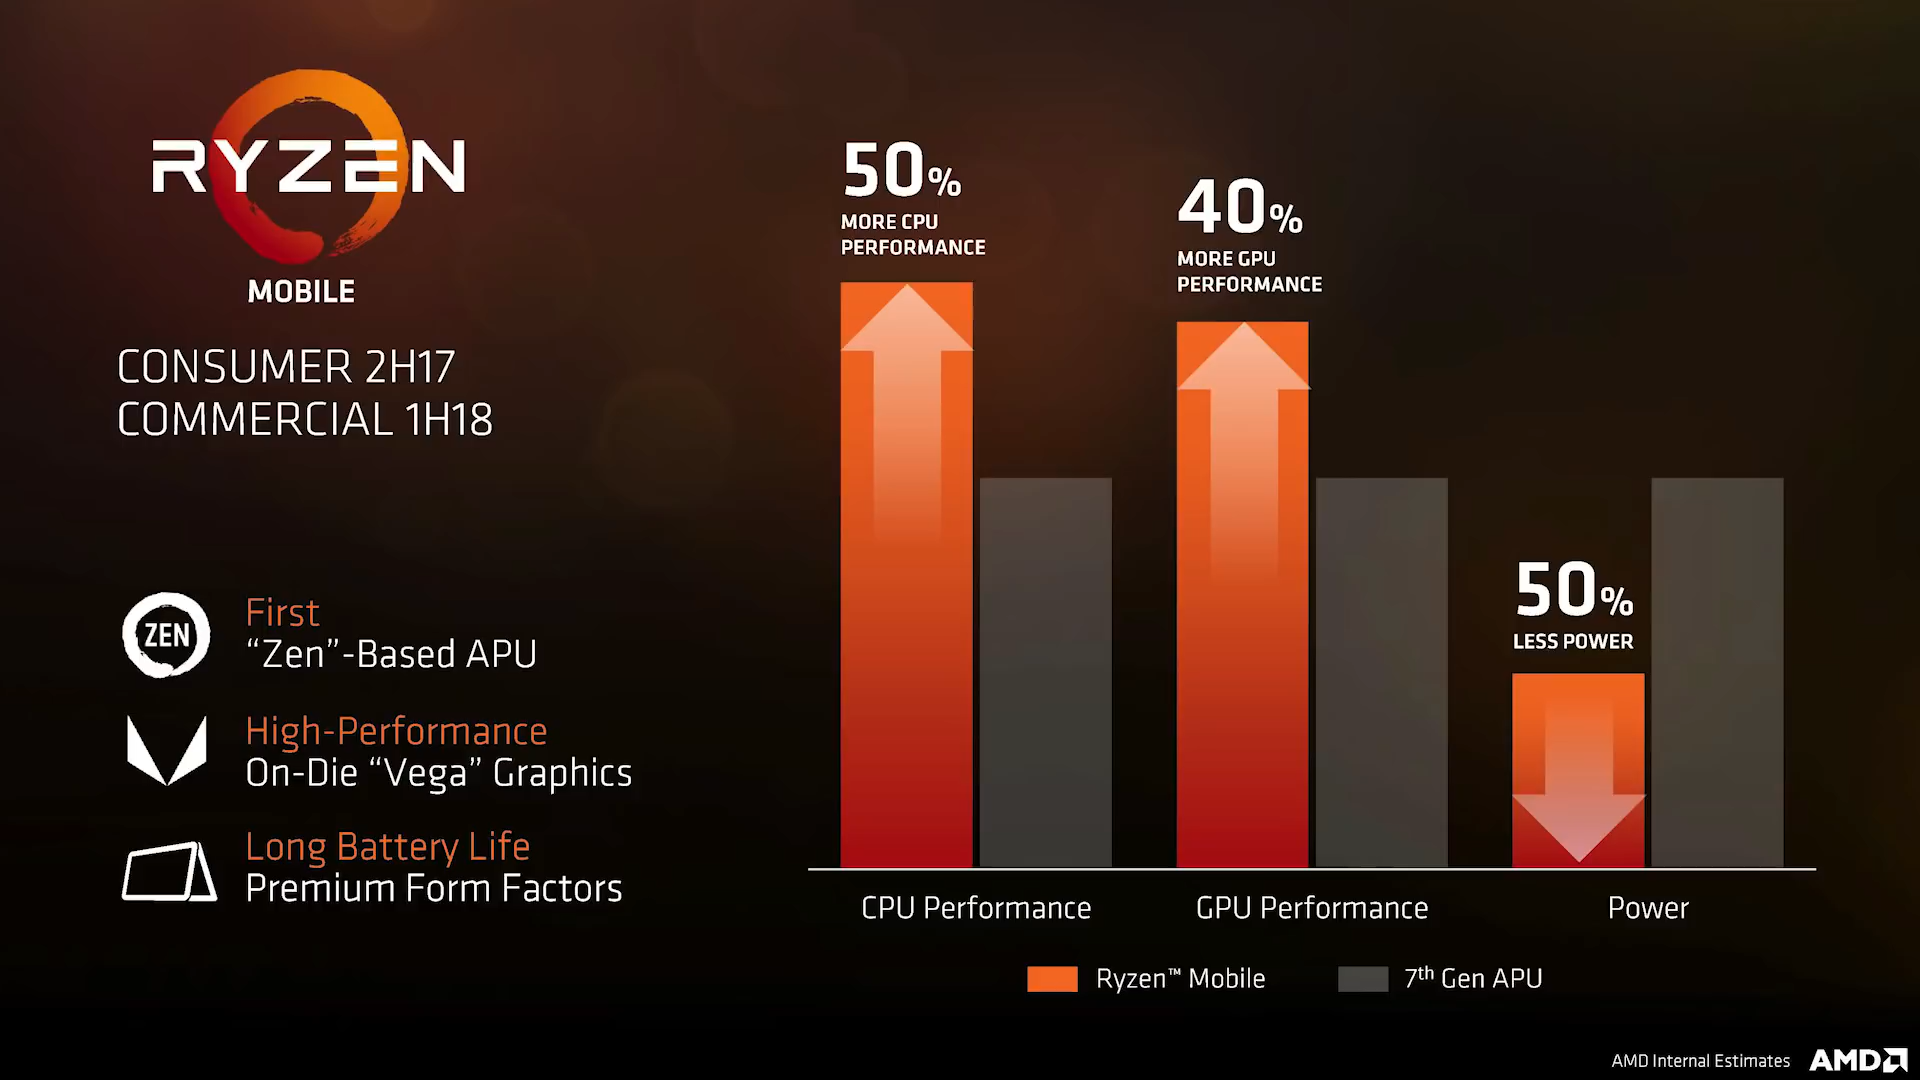 RYZEN
MOBILE
CONSUMER 2H17
COMMERCIAL 1H18
ZEN
First
“Zen”-Based APU
High-Performance
On-Die “Vega” Graphics
Long Battery Life
Premium Form Factors
50%
MORE CPU
PERFORMANCE
40%
MORE GPU
PERFORMANCE
50%
LESS POWER
CPU Performance
GPU Performance
Power
Ryzen™ Mobile
7th Gen APU
AMD Internal Estimates
AMD